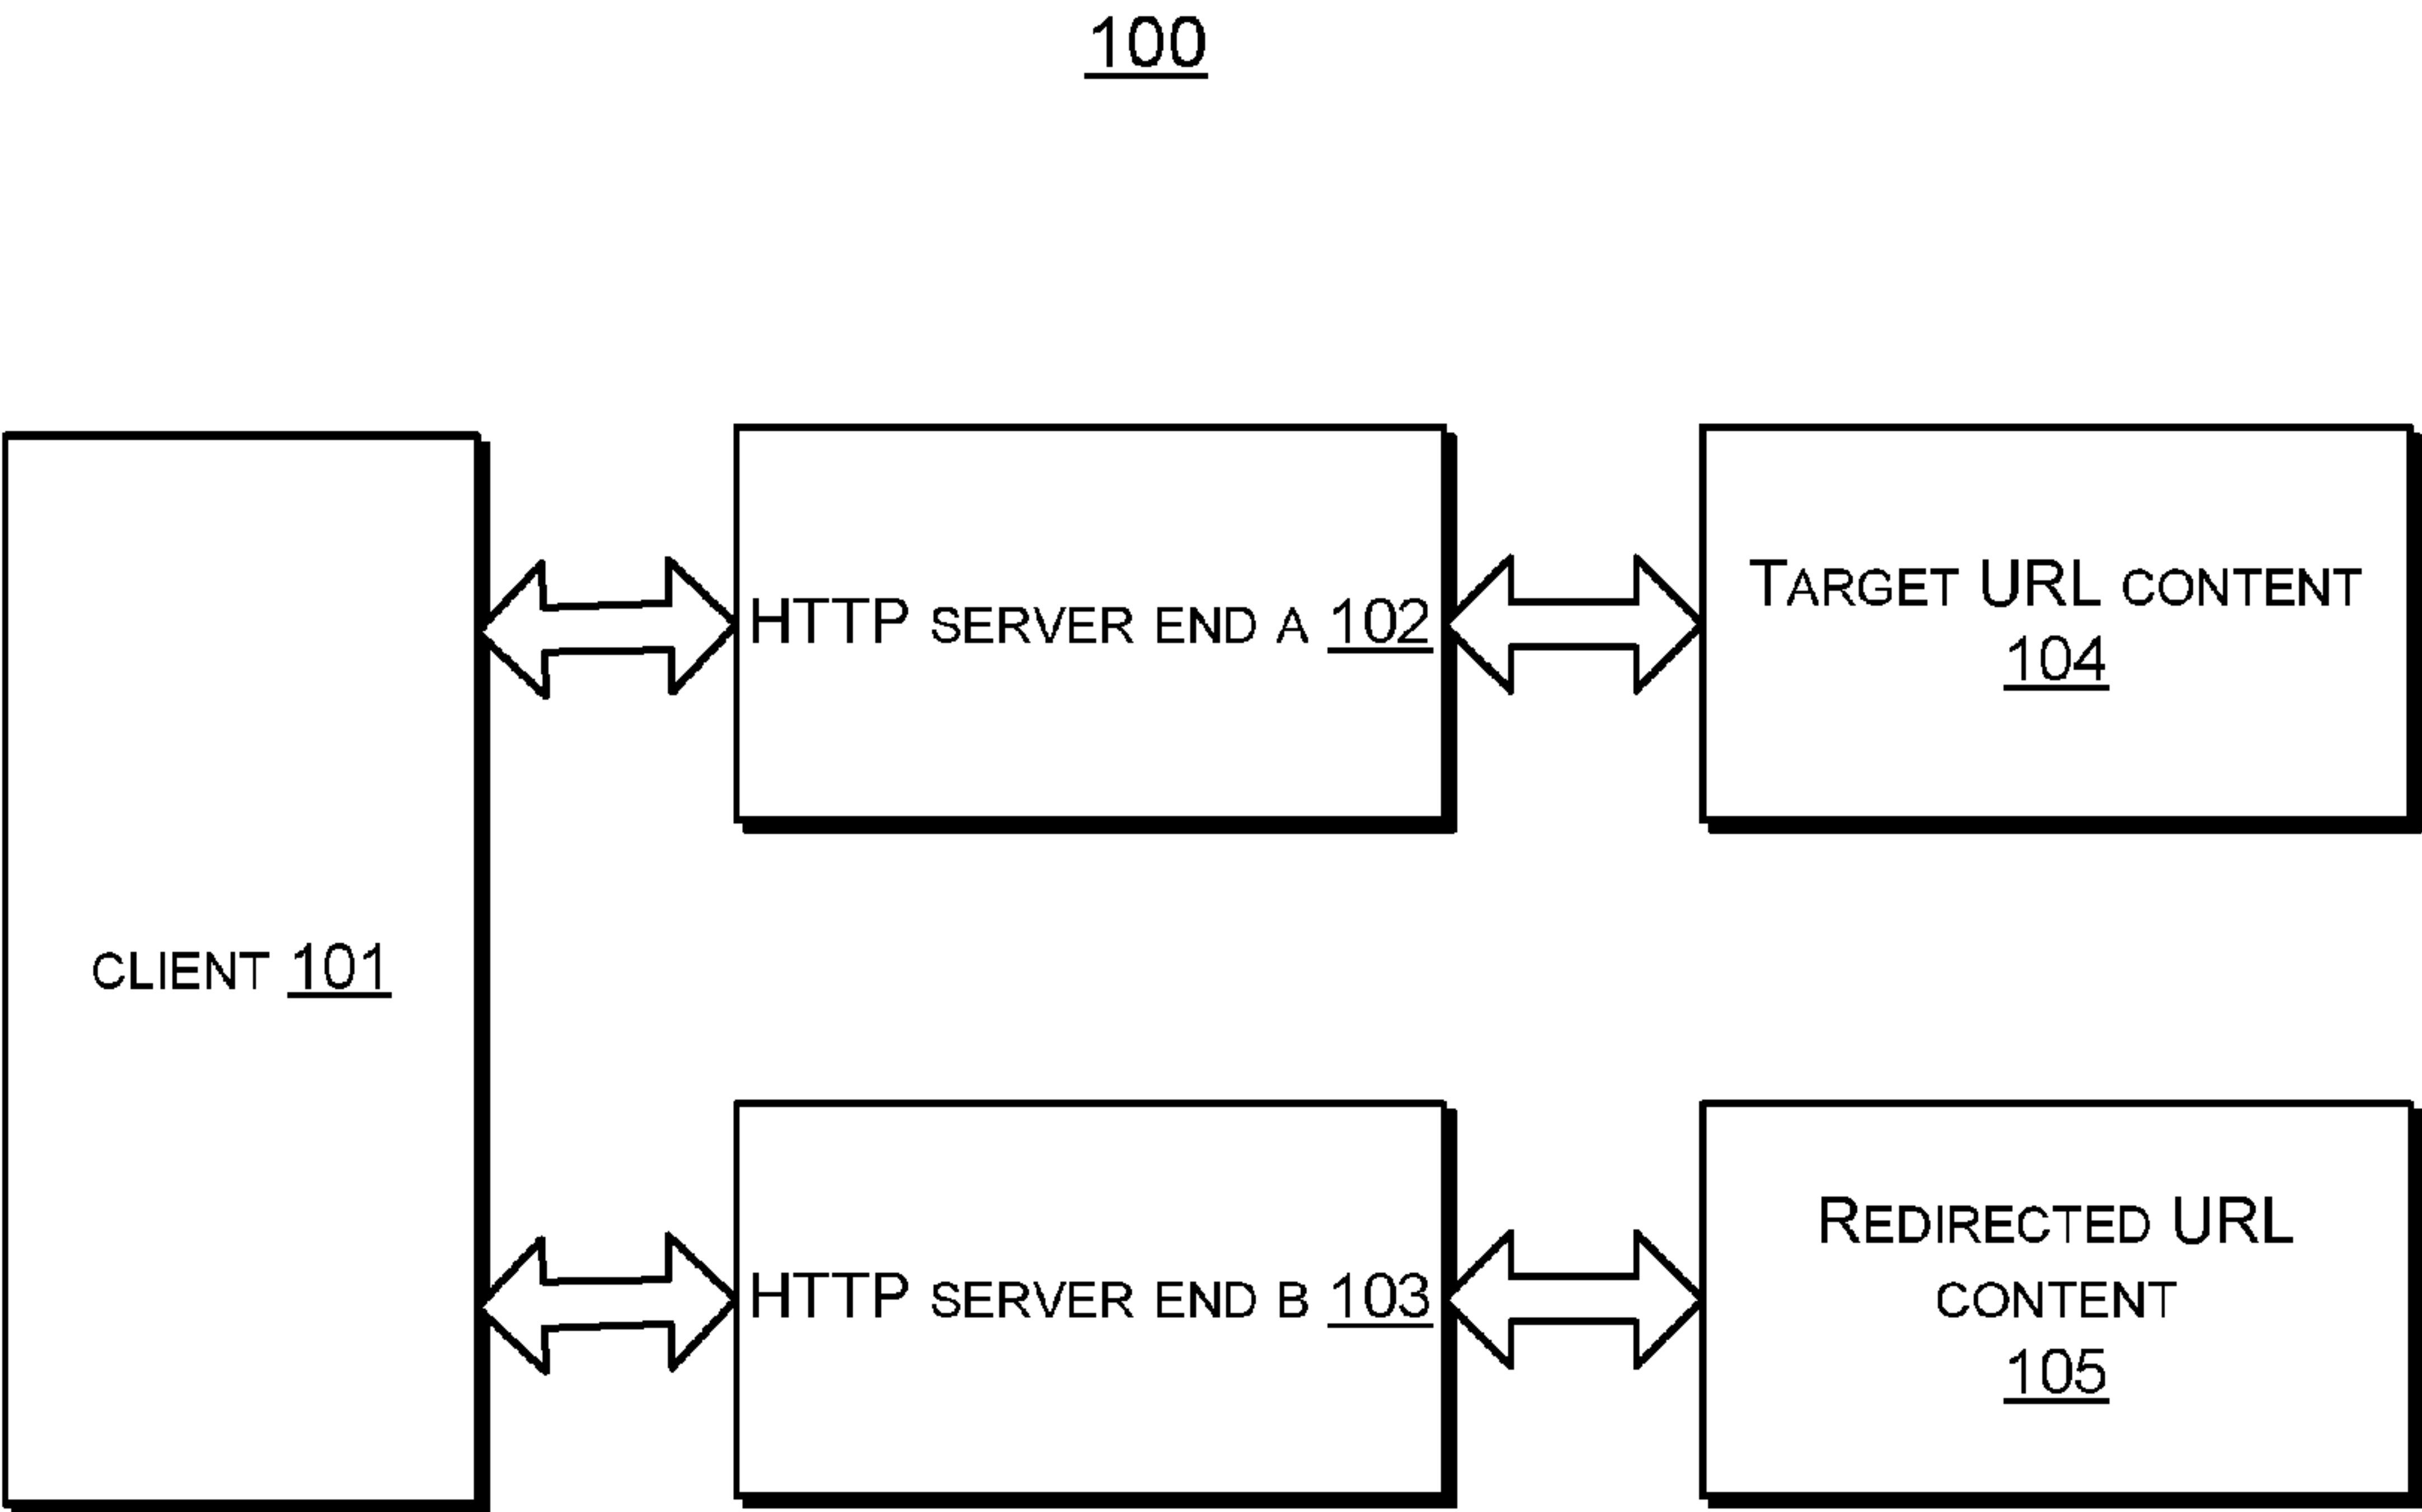 100
CLIENT 101
HTTP SERVER END A 102
TARGET URL CONTENT
104
HTTP SERVER END B 103
REDIRECTED URL
CONTENT
105